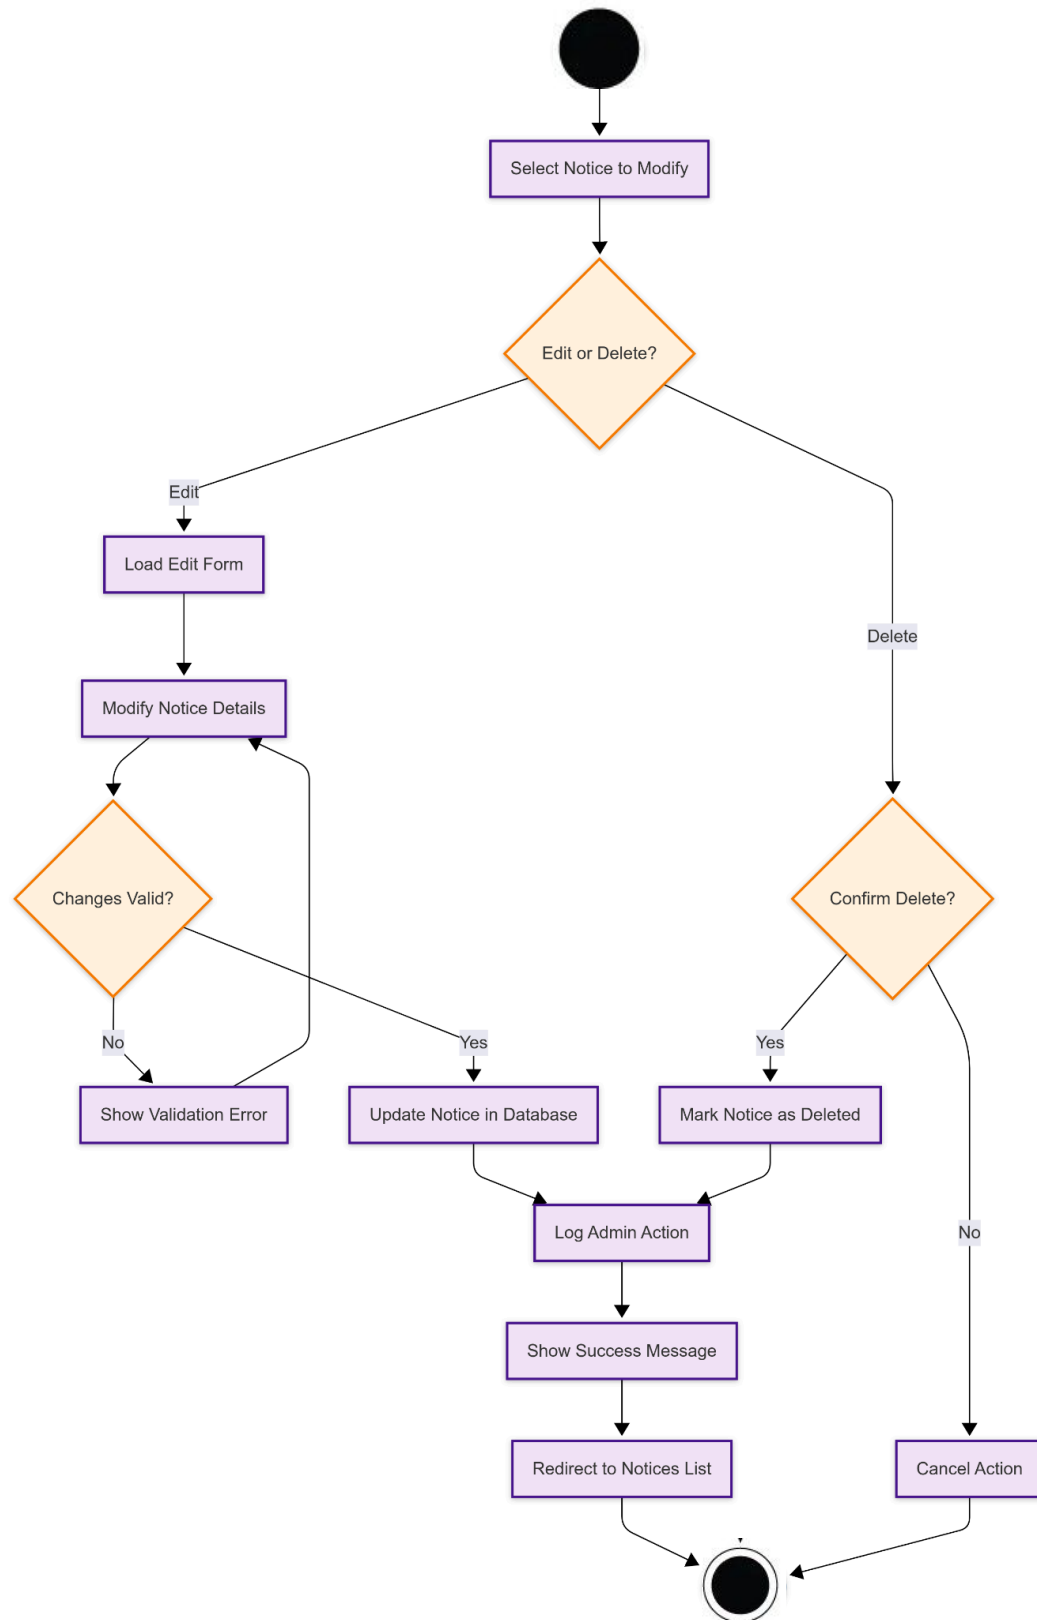 Select Notice to Modify
Edit or Delete?
Edit
Load Edit Form
Delete
Modify Notice Details
Changes Valid?
Confirm Delete?
No
Yes
Yes
Show Validation Error
Update Notice in Database
Mark Notice as Deleted
Log Admin Action
No
Show Success Message
Redirect to Notices List
Cancel Action